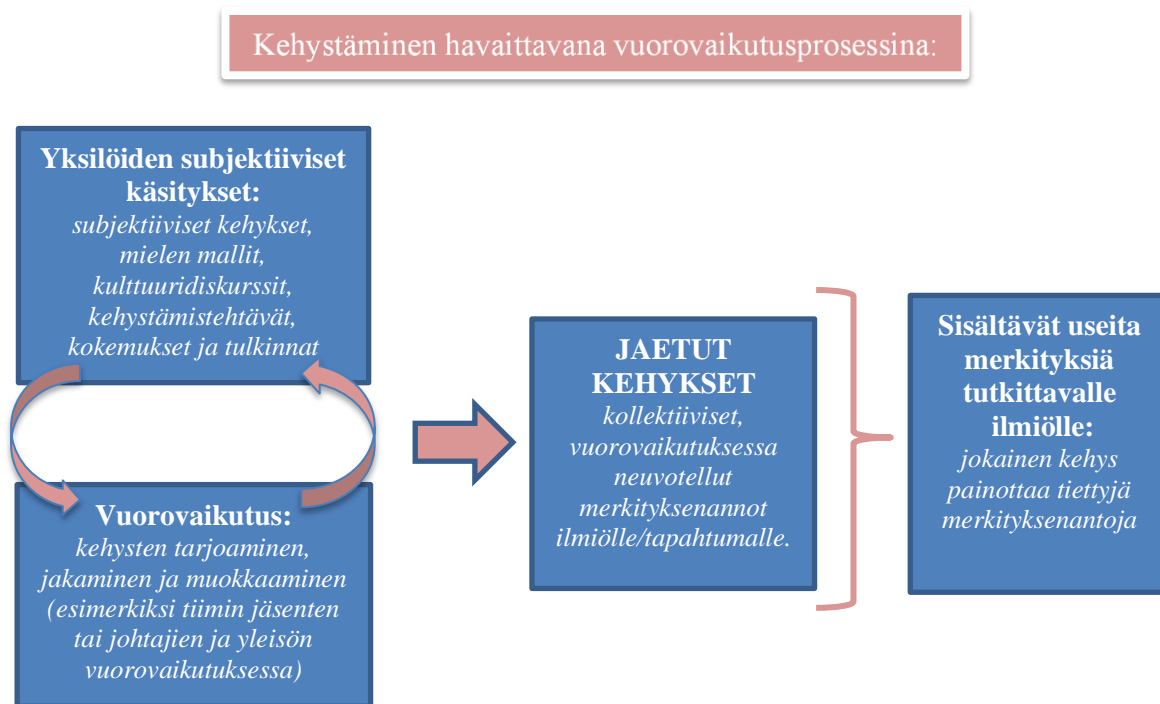 Kehystäminen havaittavana vuorovaikutusprosessina:
Yksilöiden subjektiiviset
käsitykset:
subjektiiviset kehykset,
mielen mallit,
kulttuuridiskurssit,
kehystämistehtävät,
kokemukset ja tulkinnat
Vuorovaikutus:
kehysten tarjoaminen,
jakaminen ja muokkaaminen
(esimerkiksi tiimin jäsenten
tai johtajien ja yleisön
vuorovaikutuksessa)
JAETUT
KEHYKSET
kollektiiviset,
vuorovaikutuksessa
neuvotellut
merkityksenannot
ilmiölle/tapahtumalle.
Sisältävät useita
merkityksiä
tutkittavalle
ilmiölle:
jokainen kehys
painottaa tiettyjä
merkityksenantoja